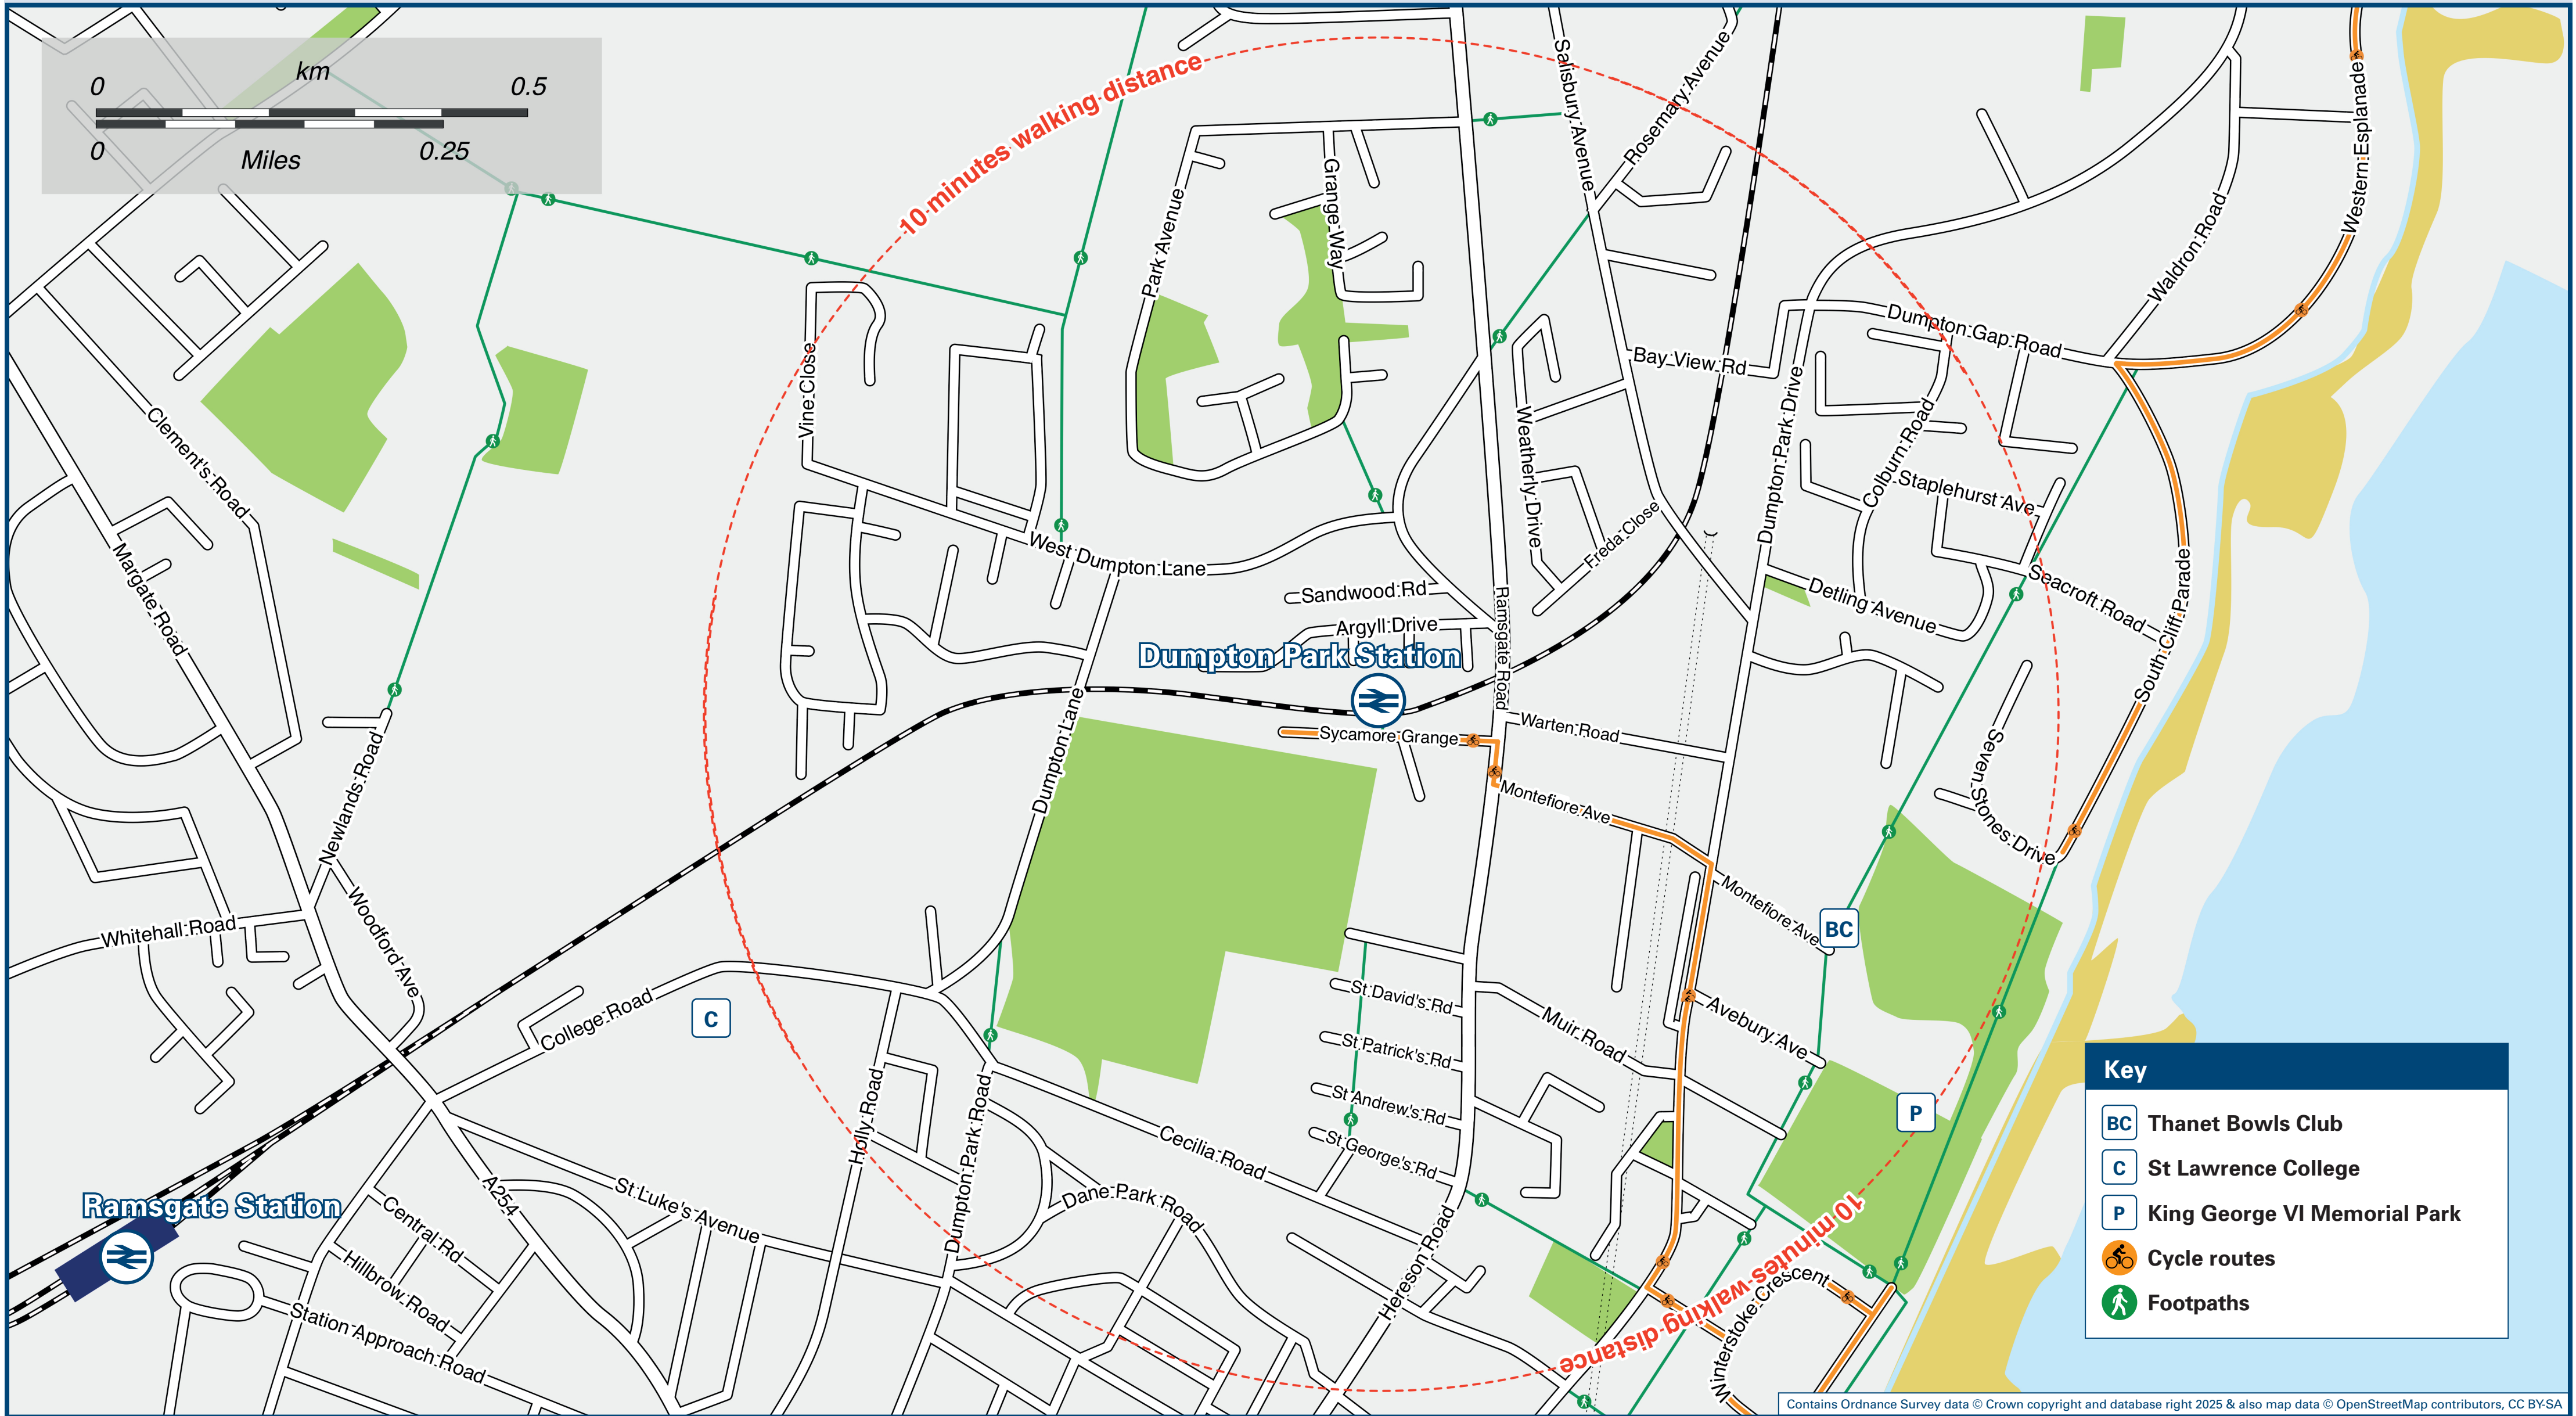 km
0
0.5
0
Miles
0.25
10 minutes walking distance
Salisbury Avenue
Rosemary Avenue
Western Esplanade
Park Avenue
Grange Way
Waldron Road
Dumpton Gap Road
Vine Close
Bay View Rd
Clement's Road
Weatherly Drive
Dumpton Park Drive
Colburn Road
Staplehurst Ave
Margate Road
West Dumpton Lane
Freda Close
Sandwood Rd
Detling Avenue
Seacroft Road
South Cliff Parade
Argyll Drive
Ramsgate Road
Dumpton Park Station
Dumpton Lane
Sycamore Grange
Warten Road
Newlands Road
Montefiore Ave
Seven Stones Drive
Woodford Ave
Whitehall Road
Montefiore Ave
BC
College Road
C
St David's Rd
Avebury Ave
Muir Road
St Patrick's Rd
Holly Road
Dumpton Park Road
St Andrew's Rd
P
Cecilia Road
St George's Rd
Ramsgate Station
A254
St Luke's Avenue
Dane Park Road
Central Rd
Hillbrow Road
Hereson Road
Station Approach Road
Winterstoke Crescent
10 minutes walking distance
Key
BC Thanet Bowls Club
C St Lawrence College
P King George VI Memorial Park
Cycle routes
Footpaths
Contains Ordnance Survey data © Crown copyright and database right 2025 & also map data © OpenStreetMap contributors, CC BY-SA